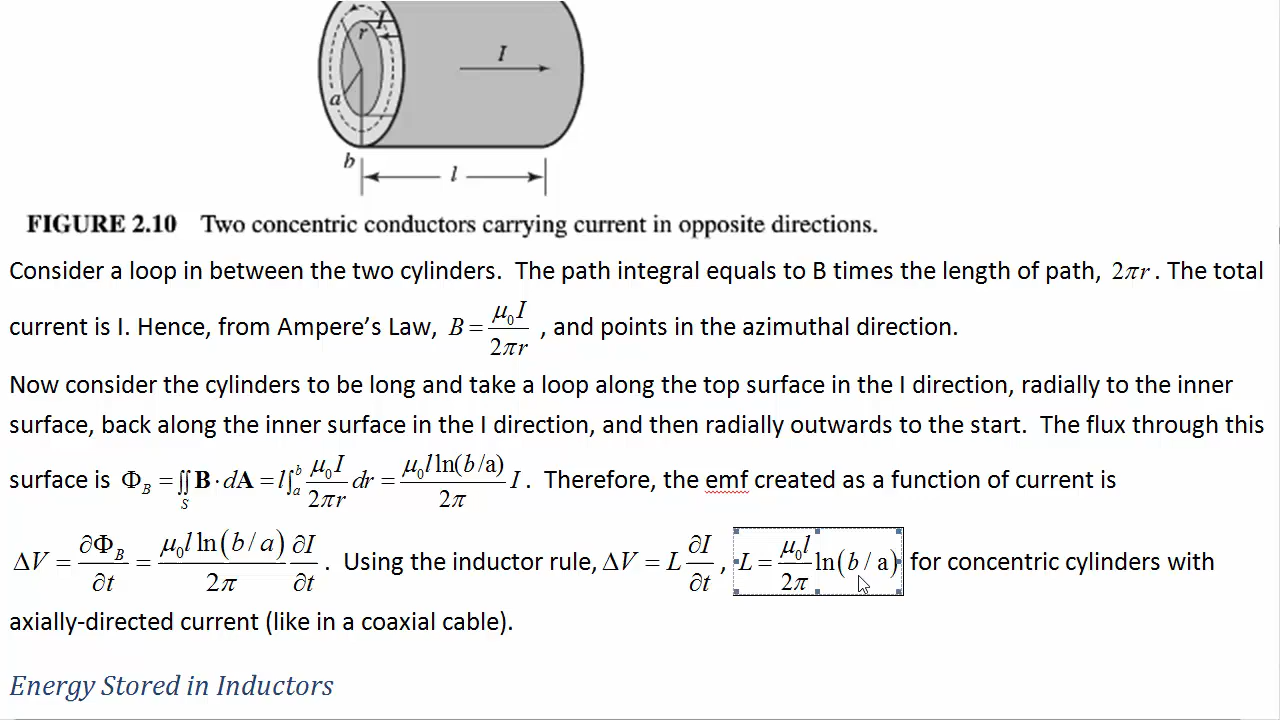 I
r
I
a
b
l
FIGURE 2.10 Two concentric conductors carrying current in opposite directions.
Consider a loop in between the two cylinders. The path integral equals to B times the length of path, 2πr. The total
current is I. Hence, from Ampere’s Law, B = μ₀I / 2πr, and points in the azimuthal direction.
Now consider the cylinders to be long and take a loop along the top surface in the I direction, radially to the inner
surface, back along the inner surface in the I direction, and then radially outwards to the start. The flux through this
surface is Φ_B = ∬_S B · dA = l∫_a^b μ₀I / 2πr dr = μ₀l ln(b/a) / 2π I. Therefore, the emf created as a function of current is
ΔV = ∂Φ_B / ∂t = μ₀l ln(b/a) / 2π ∂I / ∂t. Using the inductor rule, ΔV = L ∂I / ∂t, L = μ₀l / 2π ln(b/a) for concentric cylinders with
axially-directed current (like in a coaxial cable).
Energy Stored in Inductors